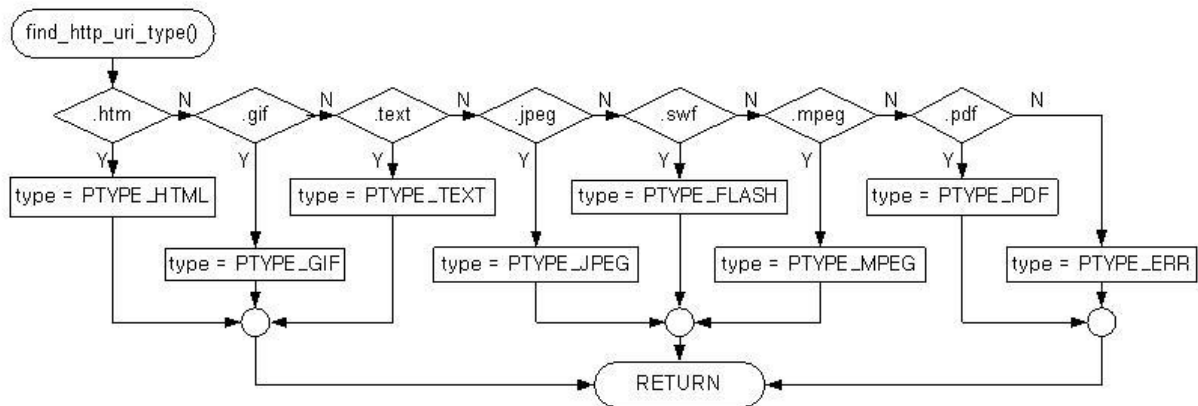 find_http_uri_type()
N N N N N N N
.htm .gif .text .jpeg .swf .mpeg .pdf
Y Y Y Y Y Y Y
type = PTYPE_HTML type = PTYPE_TEXT type = PTYPE_FLASH type = PTYPE_PDF
type = PTYPE_GIF type = PTYPE_JPEG type = PTYPE_MPEG type = PTYPE_ERR
RETURN